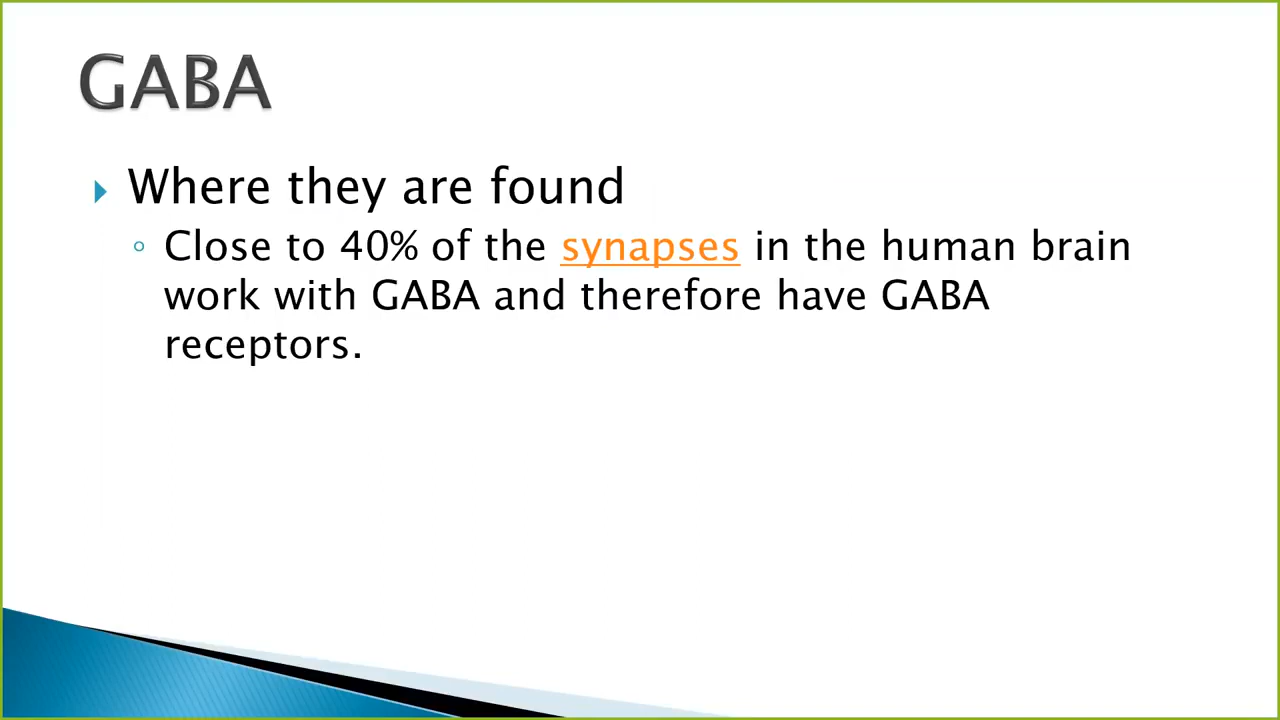 GABA
Where they are found
Close to 40% of the synapses in the human brain
work with GABA and therefore have GABA
receptors.